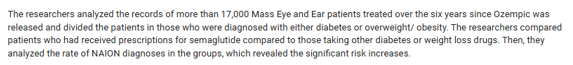 The researchers analyzed the records of more than 17,000 Mass Eye and Ear patients treated over the six years since Ozempic was
released and divided the patients in those who were diagnosed with either diabetes or overweight/ obesity. The researchers compared
patients who had received prescriptions for semaglutide compared to those taking other diabetes or weight loss drugs. Then, they
analyzed the rate of NAION diagnoses in the groups, which revealed the significant risk increases.